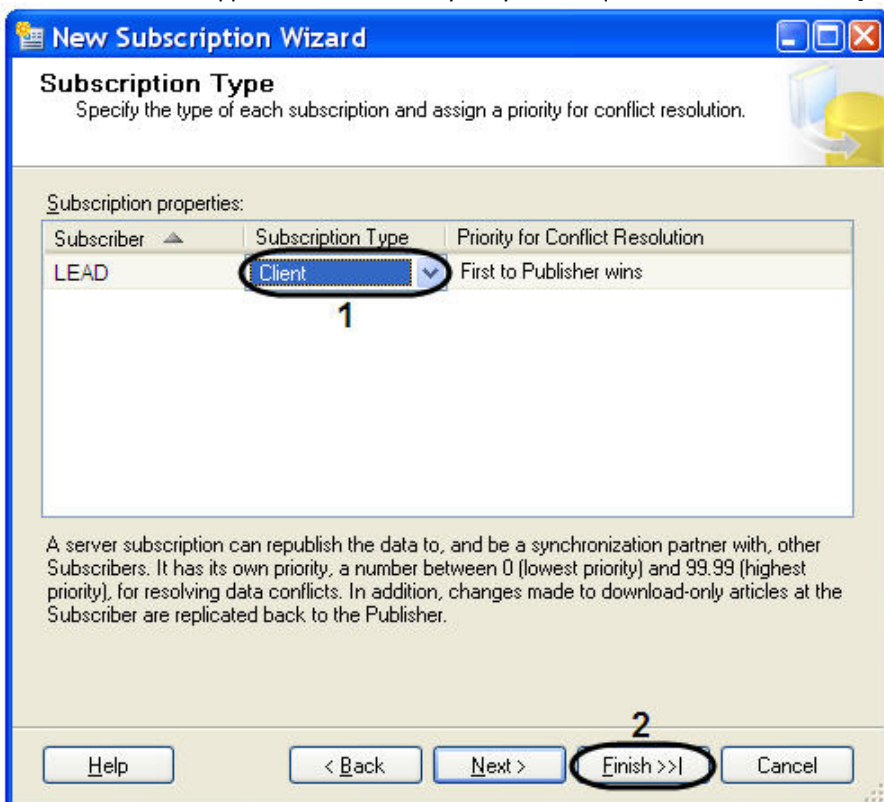 New Subscription Wizard
Subscription Type
Specify the type of each subscription and assign a priority for conflict resolution.
Subscription properties:
Subscriber Subscription Type Priority for Conflict Resolution
LEAD Client First to Publisher wins
1
A server subscription can republish the data to, and be a synchronization partner with, other
Subscribers. It has its own priority, a number between 0 (lowest priority) and 99.99 (highest
priority), for resolving data conflicts. In addition, changes made to download-only articles at the
Subscriber are replicated back to the Publisher.
2
Help < Back Next > Finish >>| Cancel